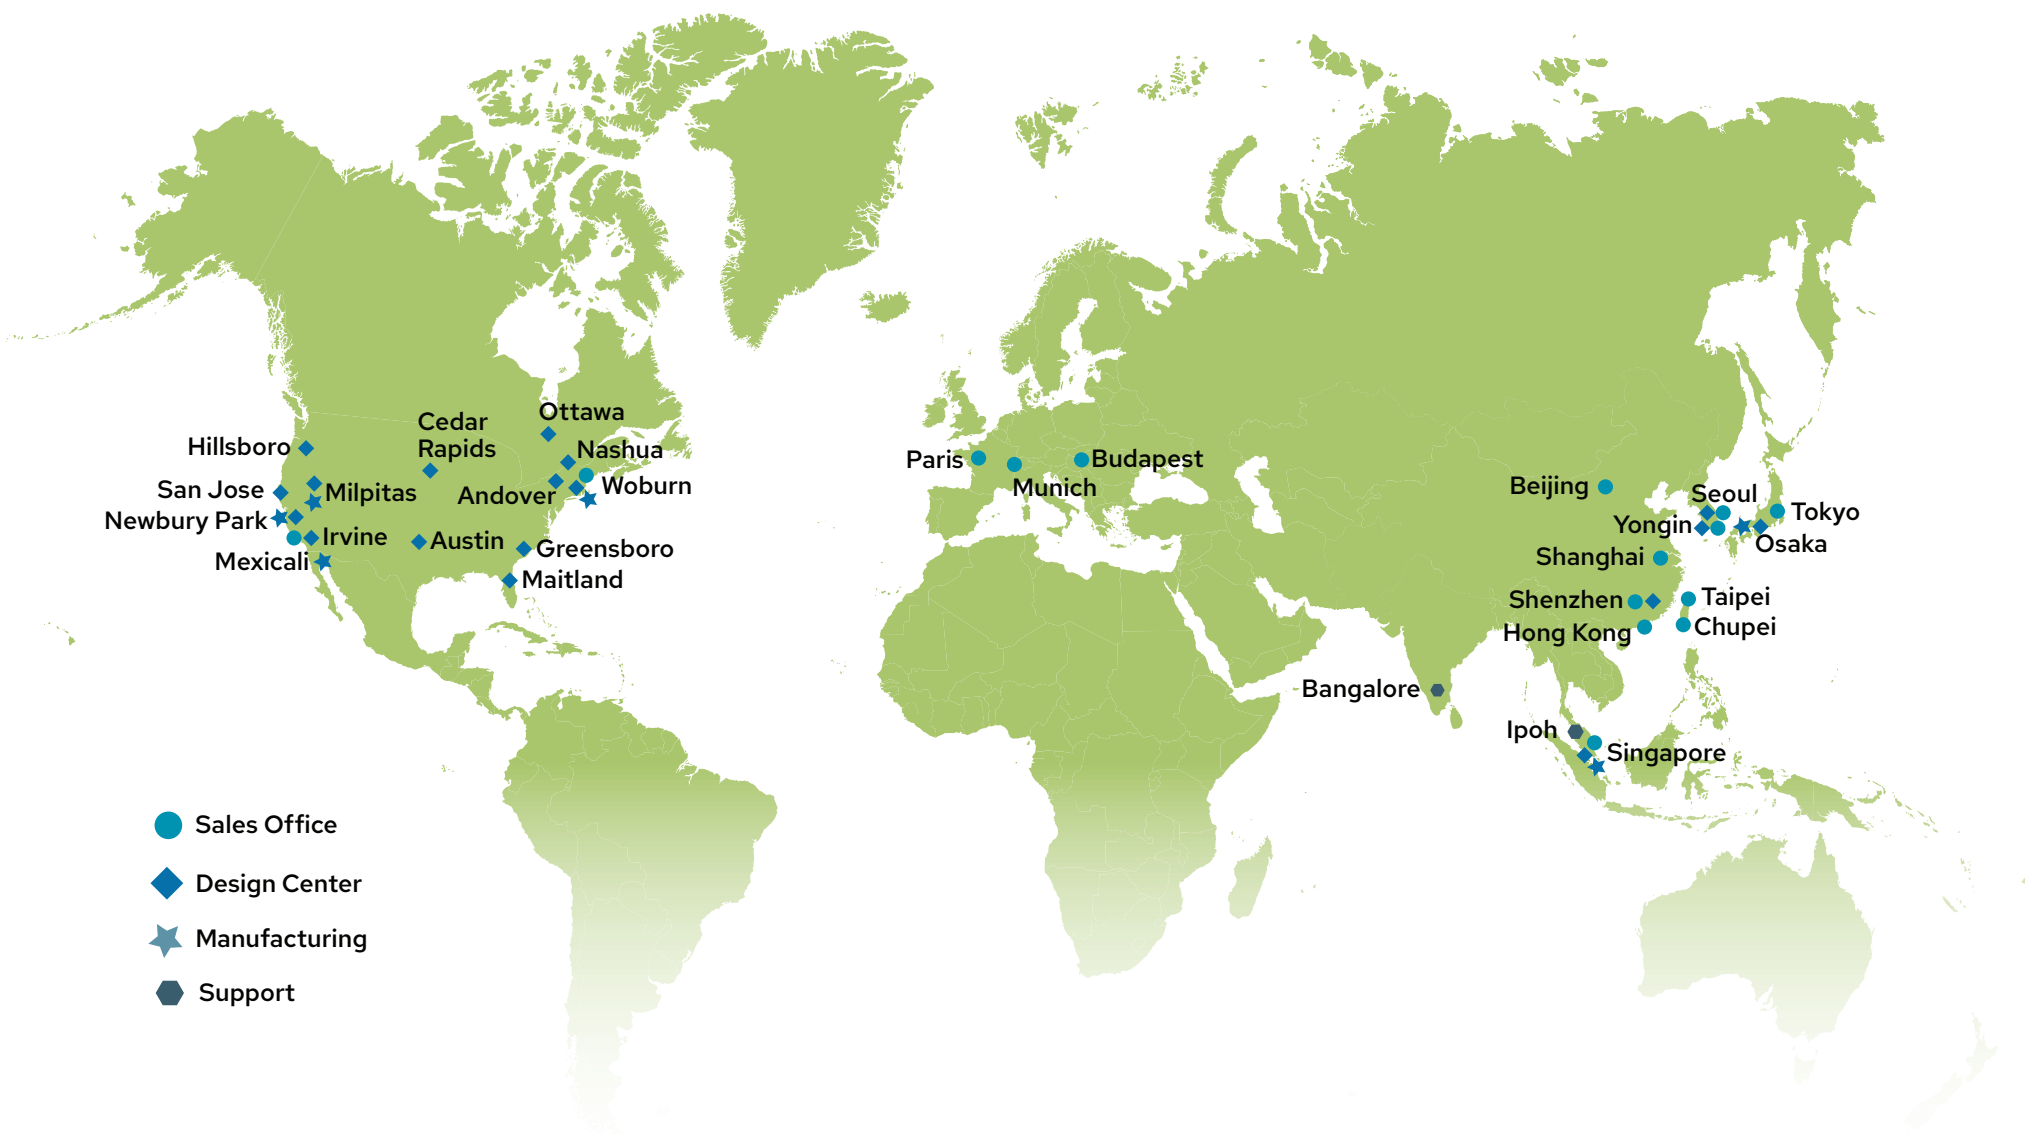 Ottawa
Cedar
Rapids
Hillsboro
Nashua
San Jose
Milpitas
Andover
Woburn
Newbury Park
Irvine
Austin
Greensboro
Mexicali
Maitland
Paris
Budapest
Munich
Beijing
Seoul
Tokyo
Yongin
Osaka
Shanghai
Shenzhen
Taipei
Hong Kong
Chupei
Bangalore
Ipoh
Singapore
Sales Office
Design Center
Manufacturing
Support